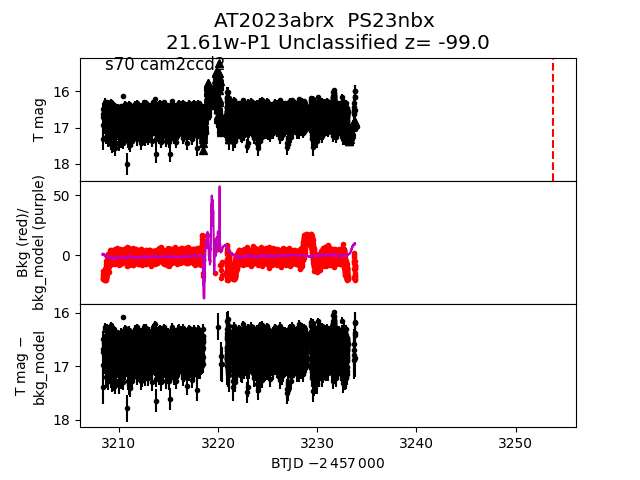 AT2023abrx PS23nbx
21.61w-P1 Unclassified z= -99.0
s70 cam2ccd2
T mag
16
17
18
Bkg (red)/
bkg_model (purple)
50
0
T mag −
bkg_model
16
17
18
3210
3220
3230
3240
3250
BTJD −2 457 000